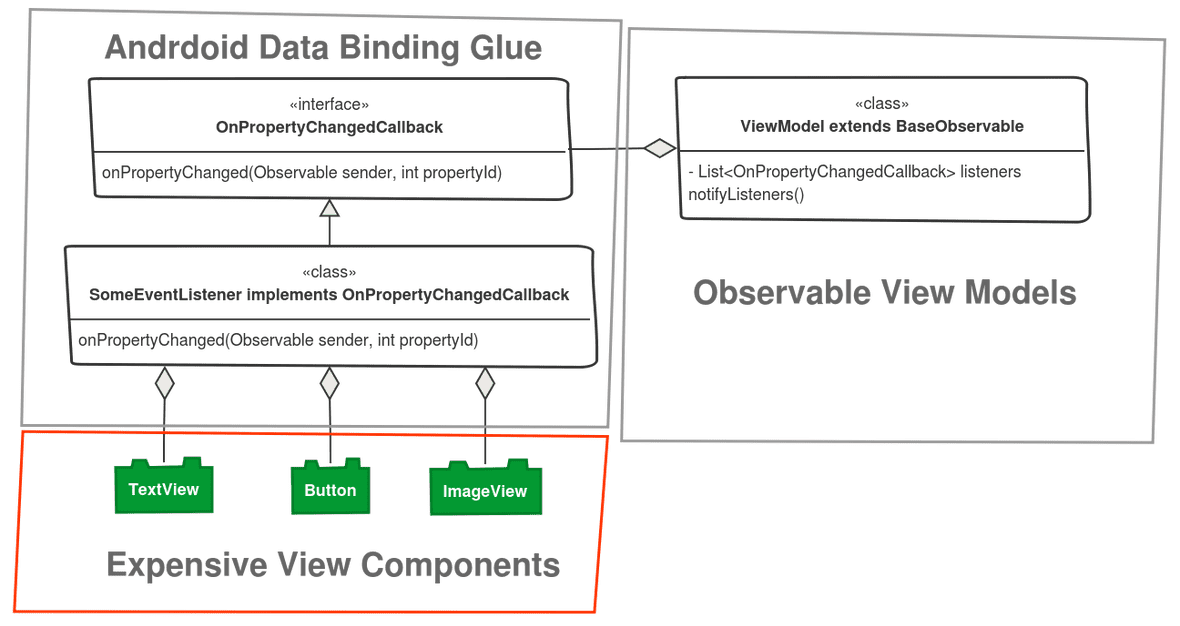 Andrdoid Data Binding Glue
«interface»
OnPropertyChangedCallback
onPropertyChanged(Observable sender, int propertyId)
«class»
SomeEventListener implements OnPropertyChangedCallback
onPropertyChanged(Observable sender, int propertyId)
«class»
ViewModel extends BaseObservable
- List<OnPropertyChangedCallback> listeners
notifyListeners()
Observable View Models
TextView
Button
ImageView
Expensive View Components